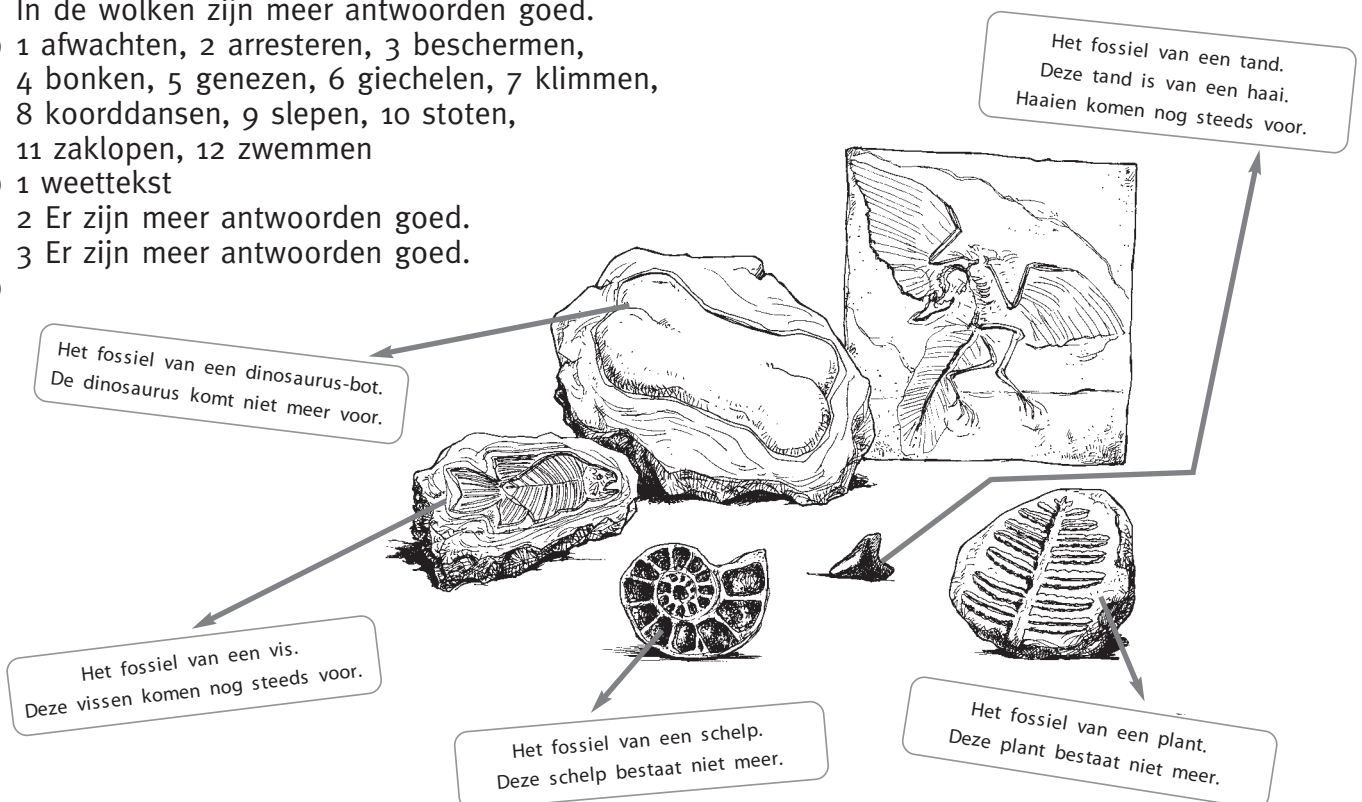 In de wolken zijn meer antwoorden goed.
1 afwachten, 2 arresteren, 3 beschermen,
4 bonken, 5 genezen, 6 giechelen, 7 klimmen,
8 koorddansen, 9 slepen, 10 stoten,
11 zaklopen, 12 zwemmen
1 weettekst
2 Er zijn meer antwoorden goed.
3 Er zijn meer antwoorden goed.
Het fossiel van een tand.
Deze tand is van een haai.
Haaien komen nog steeds voor.
Het fossiel van een dinosaurus-bot.
De dinosaurus komt niet meer voor.
Het fossiel van een vis.
Deze vissen komen nog steeds voor.
Het fossiel van een schelp.
Deze schelp bestaat niet meer.
Het fossiel van een plant.
Deze plant bestaat niet meer.